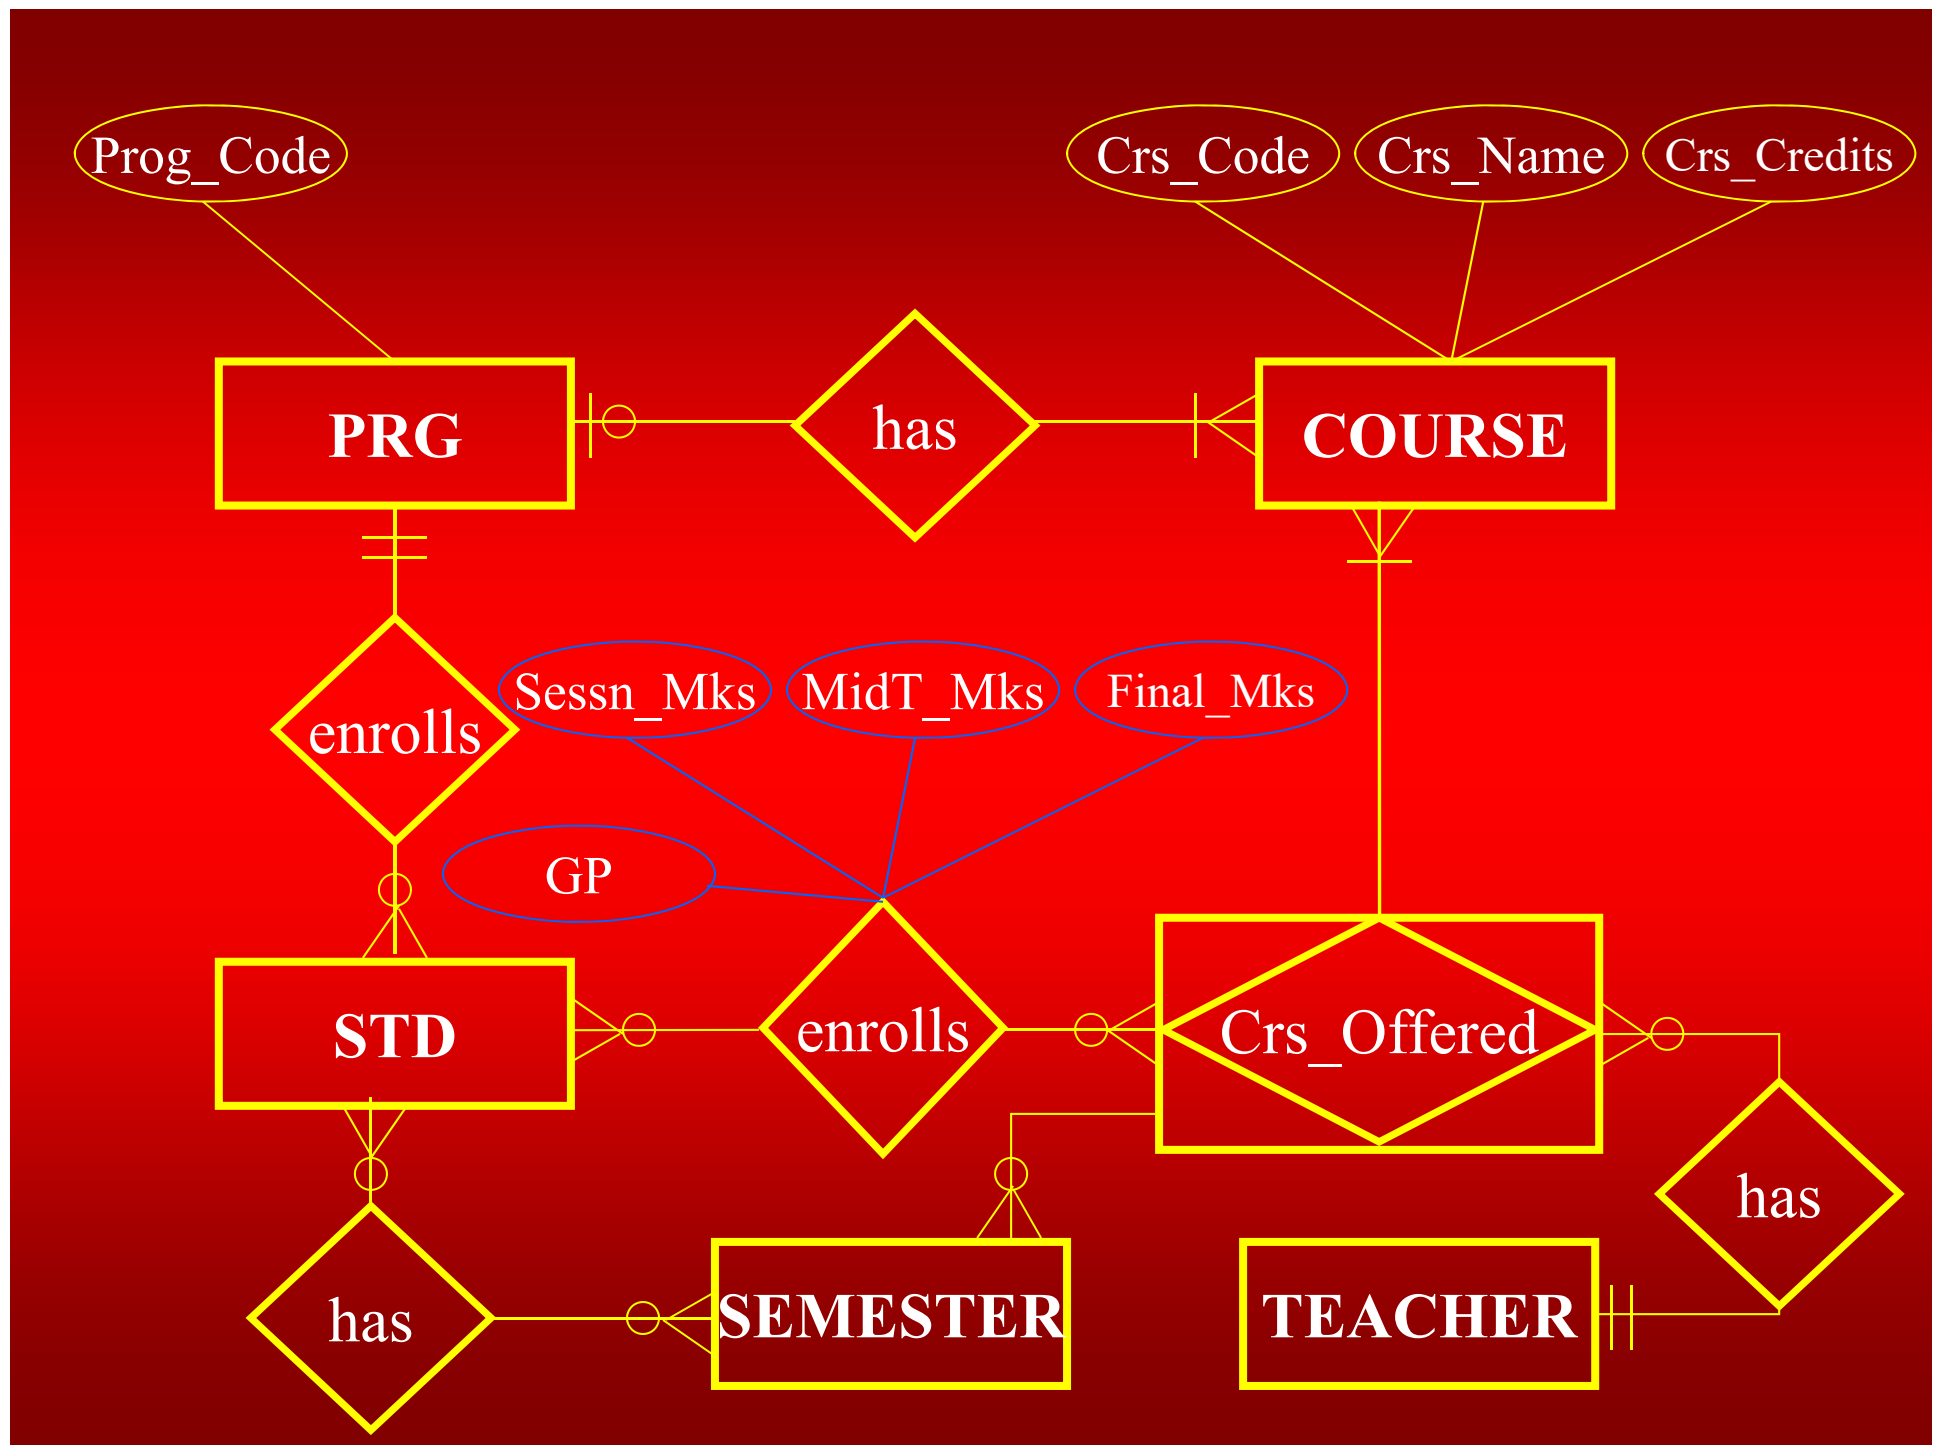 Prog_Code
Crs_Code
Crs_Name
Crs_Credits
PRG
has
COURSE
enrolls
Sessn_Mks
MidT_Mks
Final_Mks
GP
STD
enrolls
Crs_Offered
has
has
SEMESTER
TEACHER